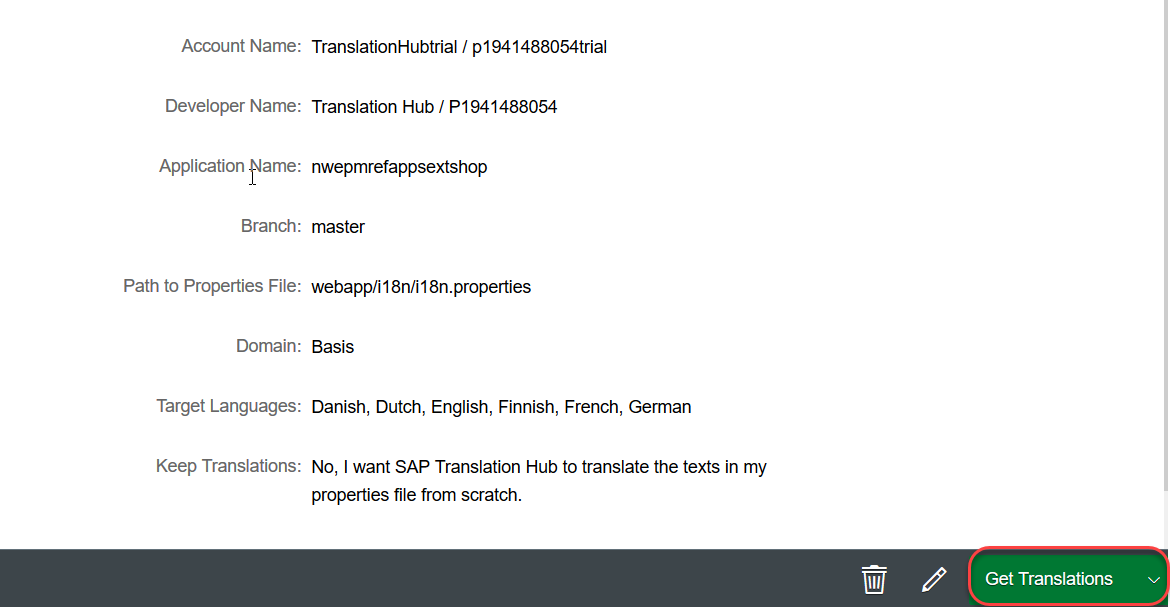 Account Name: TranslationHubtrial / p1941488054trial
Developer Name: Translation Hub / P1941488054
Application Name: nwepmrefappsextshop
Branch: master
Path to Properties File: webapp/i18n/i18n.properties
Domain: Basis
Target Languages: Danish, Dutch, English, Finnish, French, German
Keep Translations: No, I want SAP Translation Hub to translate the texts in my
properties file from scratch.
Get Translations